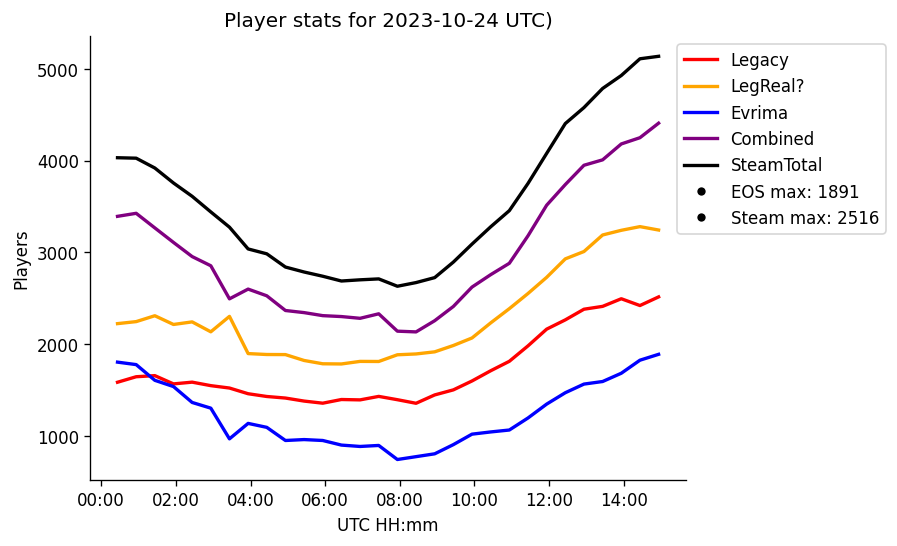 Player stats for 2023-10-24 UTC)
Legacy
LegReal?
Evrima
Combined
SteamTotal
EOS max: 1891
Steam max: 2516
Players
5000
4000
3000
2000
1000
00:00 02:00 04:00 06:00 08:00 10:00 12:00 14:00
UTC HH:mm